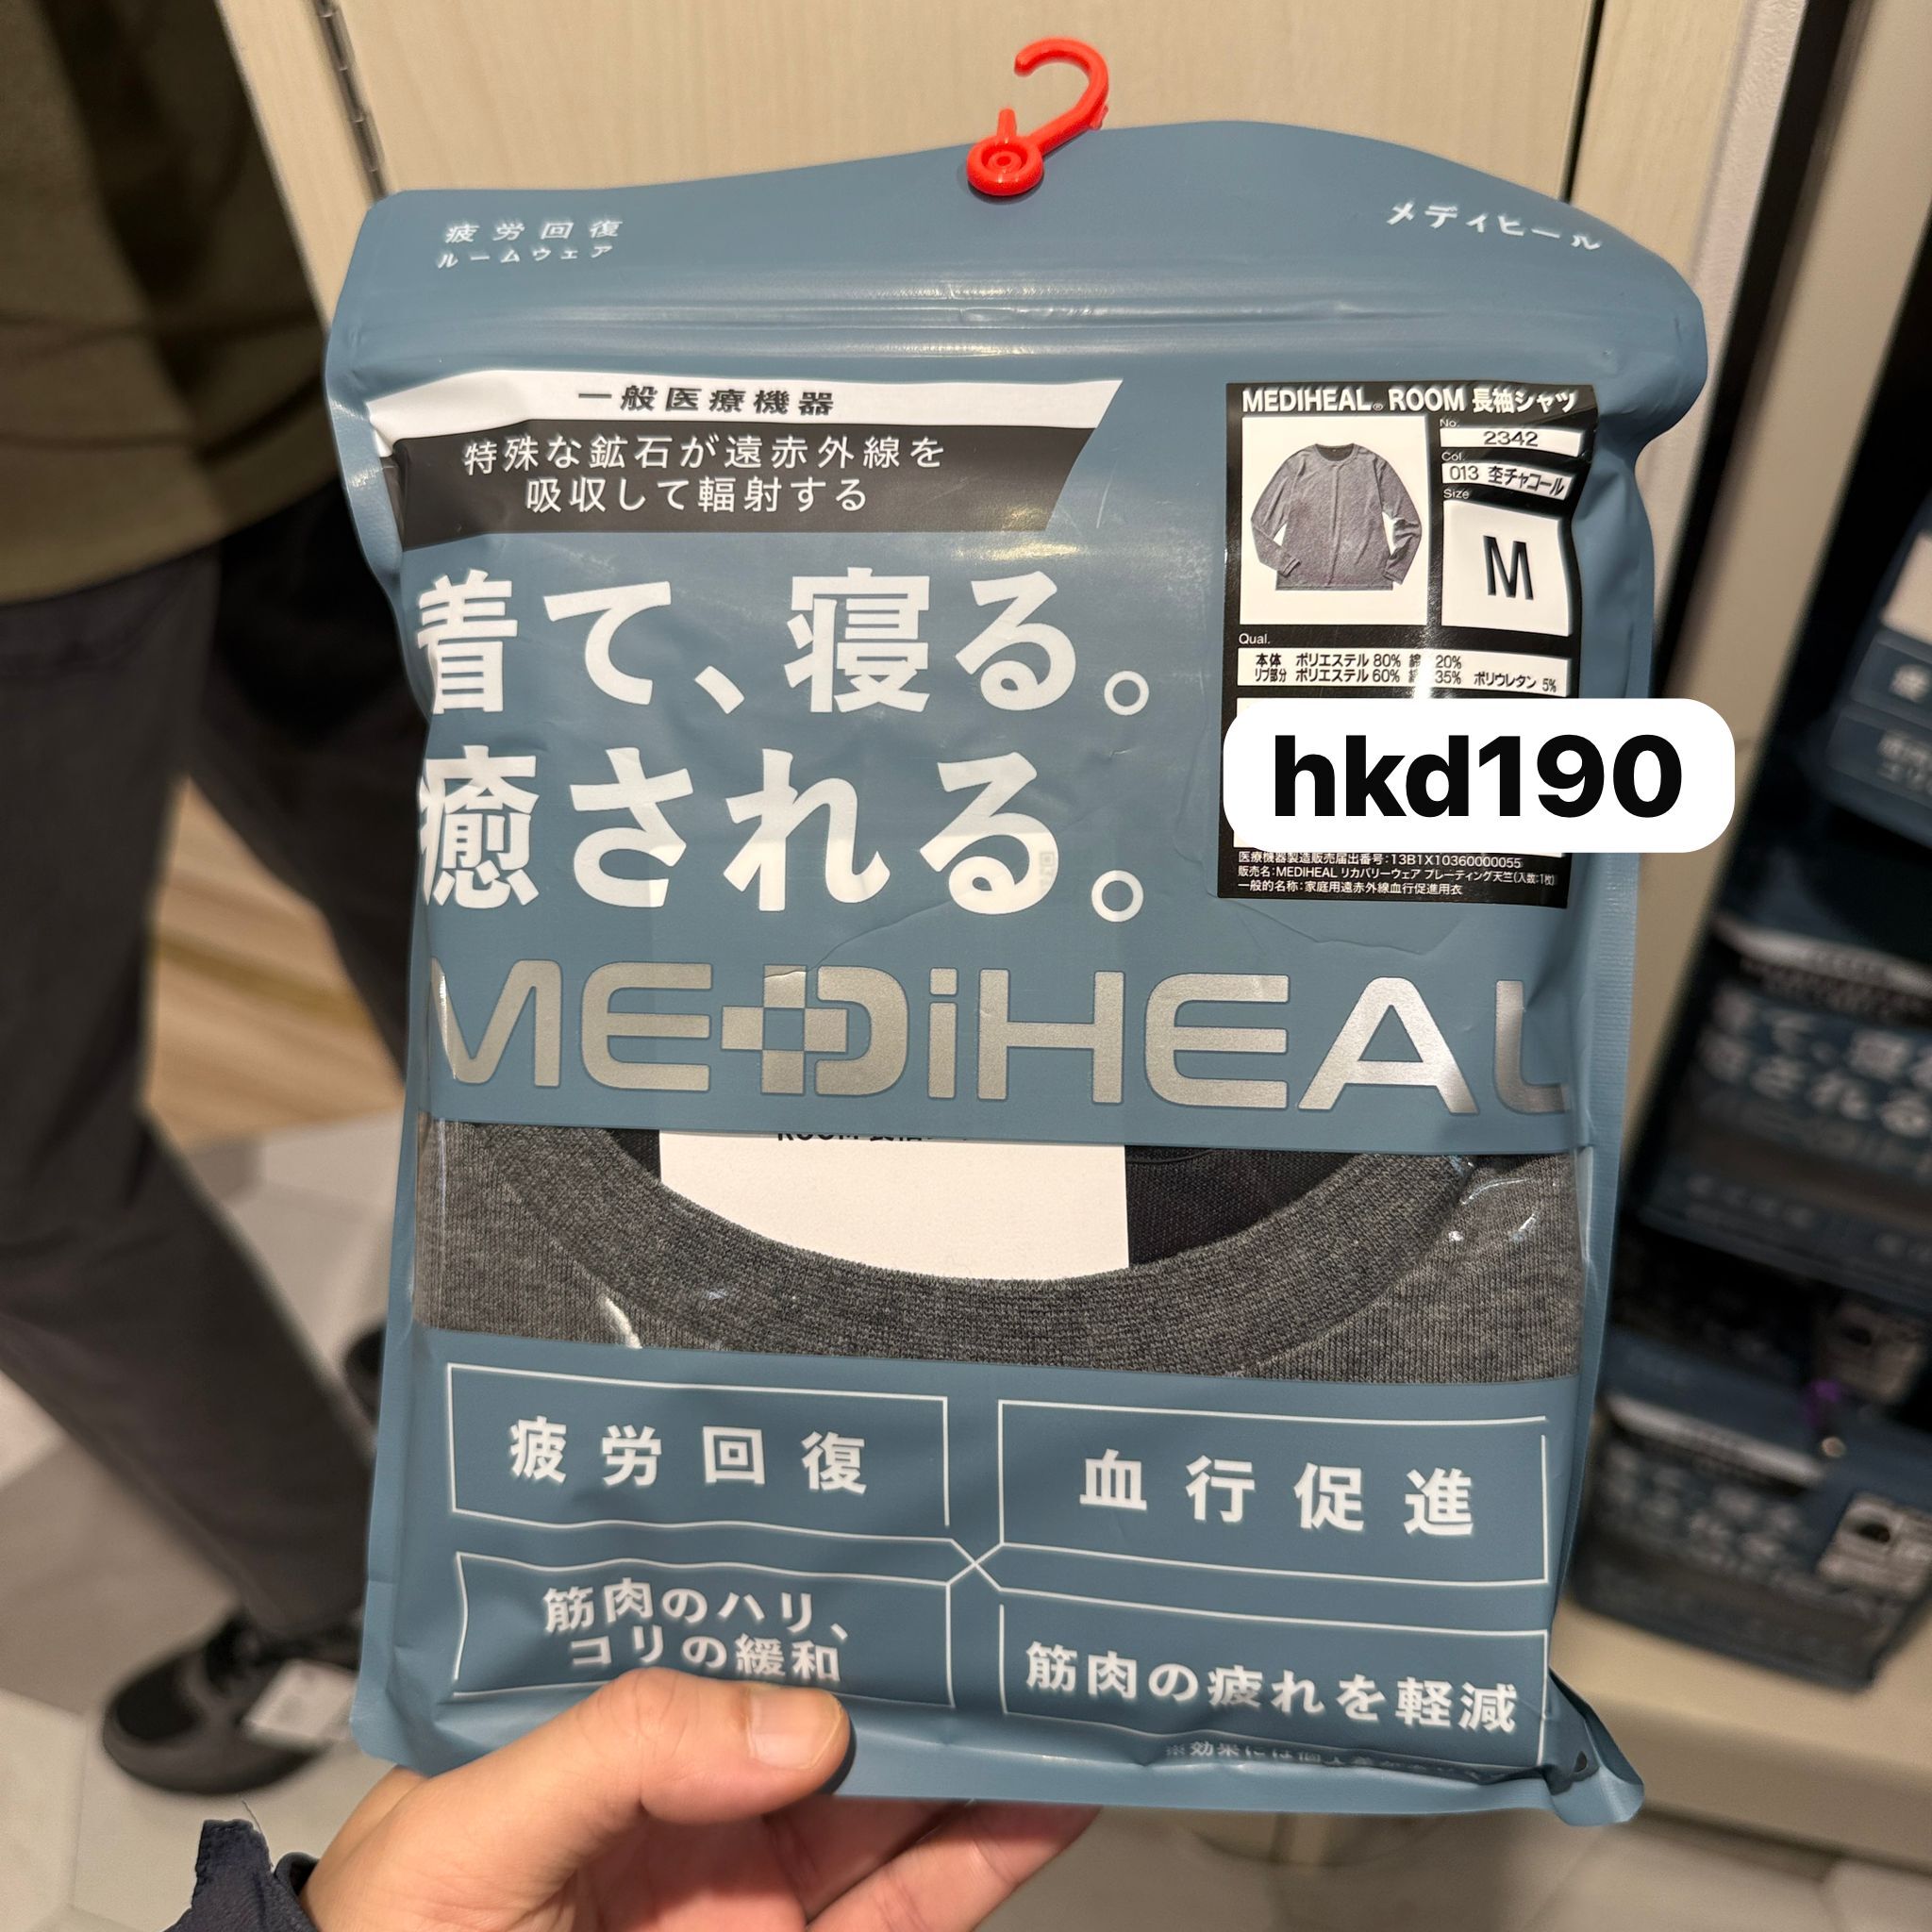 疲労回復
ルームウェア
メディヒール
一般医療機器
特殊な鉱石が遠赤外線を
吸収して輻射する
着て、寝る。
癒される。
MEDiHEAL
MEDIHEAL® ROOM 長袖シャツ
No.
2342
Col.
013 杢チャコール
Size
M
Qual.
本体 ポリエステル 80% 綿 20%
リブ部分 ポリエステル 60% 綿 35% ポリウレタン 5%
hkd190
医療機器製造販売届出番号:13B1X10360000055
販売名:MEDIHEAL リカバリーウェア プレーティング天竺(入数:1枚)
一般的名称:家庭用遠赤外線血行促進用衣
疲労回復
血行促進
筋肉のハリ、
コリの緩和
筋肉の疲れを軽減